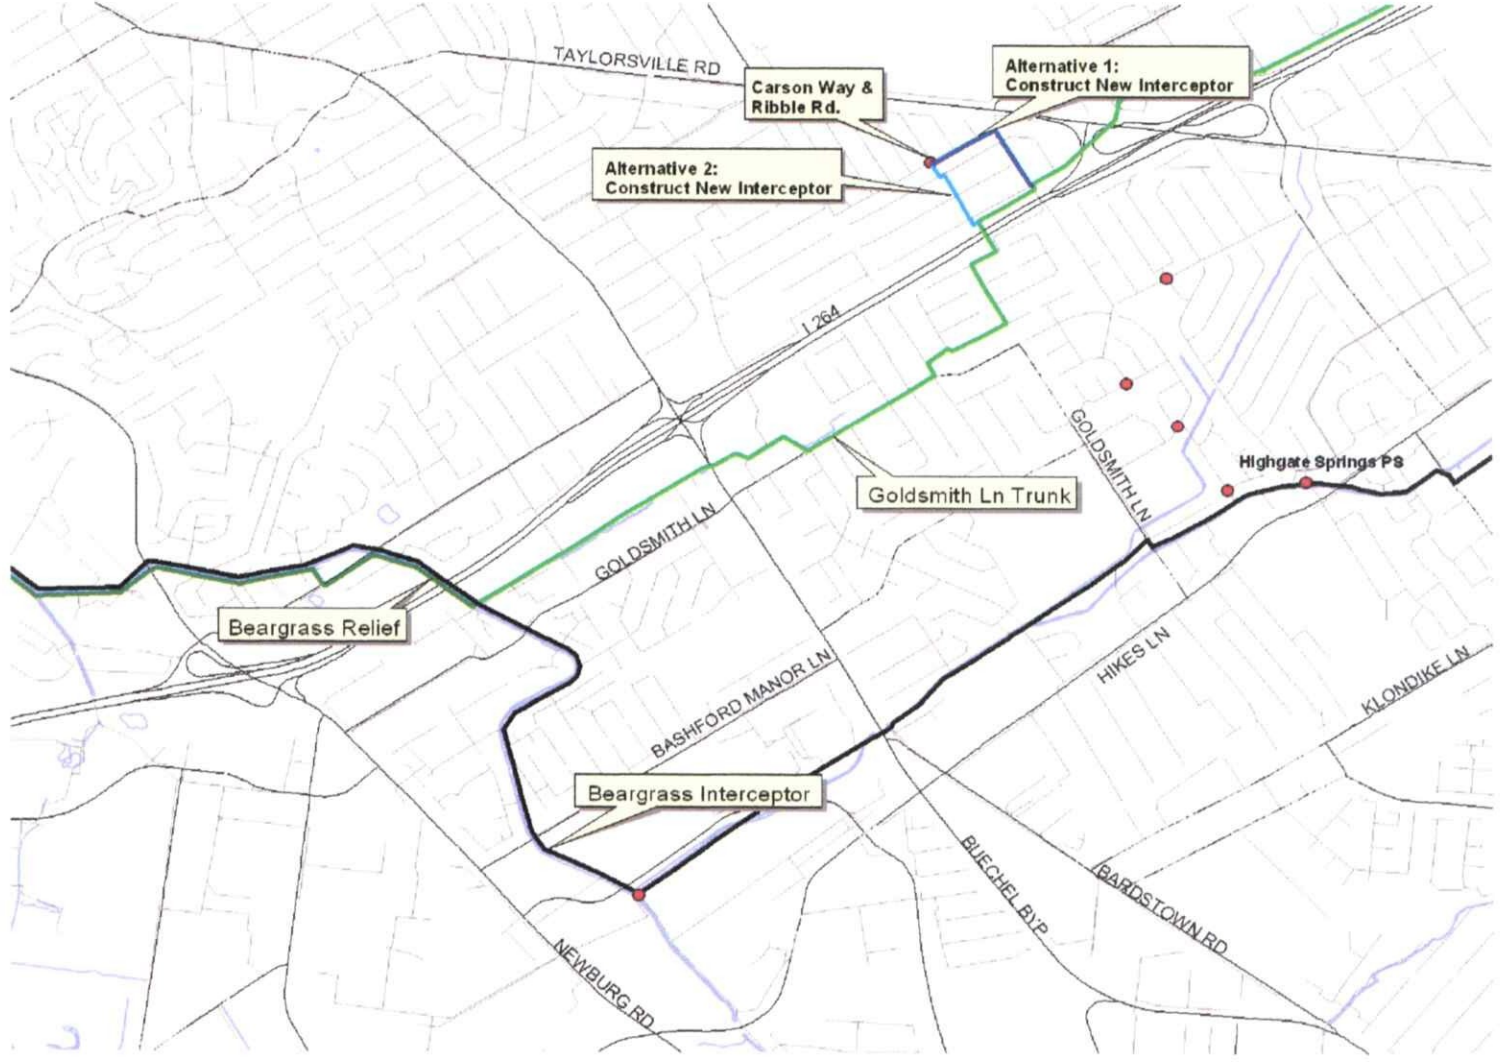 TAYLORSVILLE RD
Alternative 1:
Construct New Interceptor
Carson Way &
Ribble Rd.
Alternative 2:
Construct New Interceptor
I 264
GOLDSMITH LN
Highgate Springs PS
Goldsmith Ln Trunk
GOLDSMITH LN
Beargrass Relief
HIKES LN
BASHFORD MANOR LN
KLONDIKE LN
Beargrass Interceptor
BUECHEL BYP
BARDSTOWN RD
NEWBURG RD